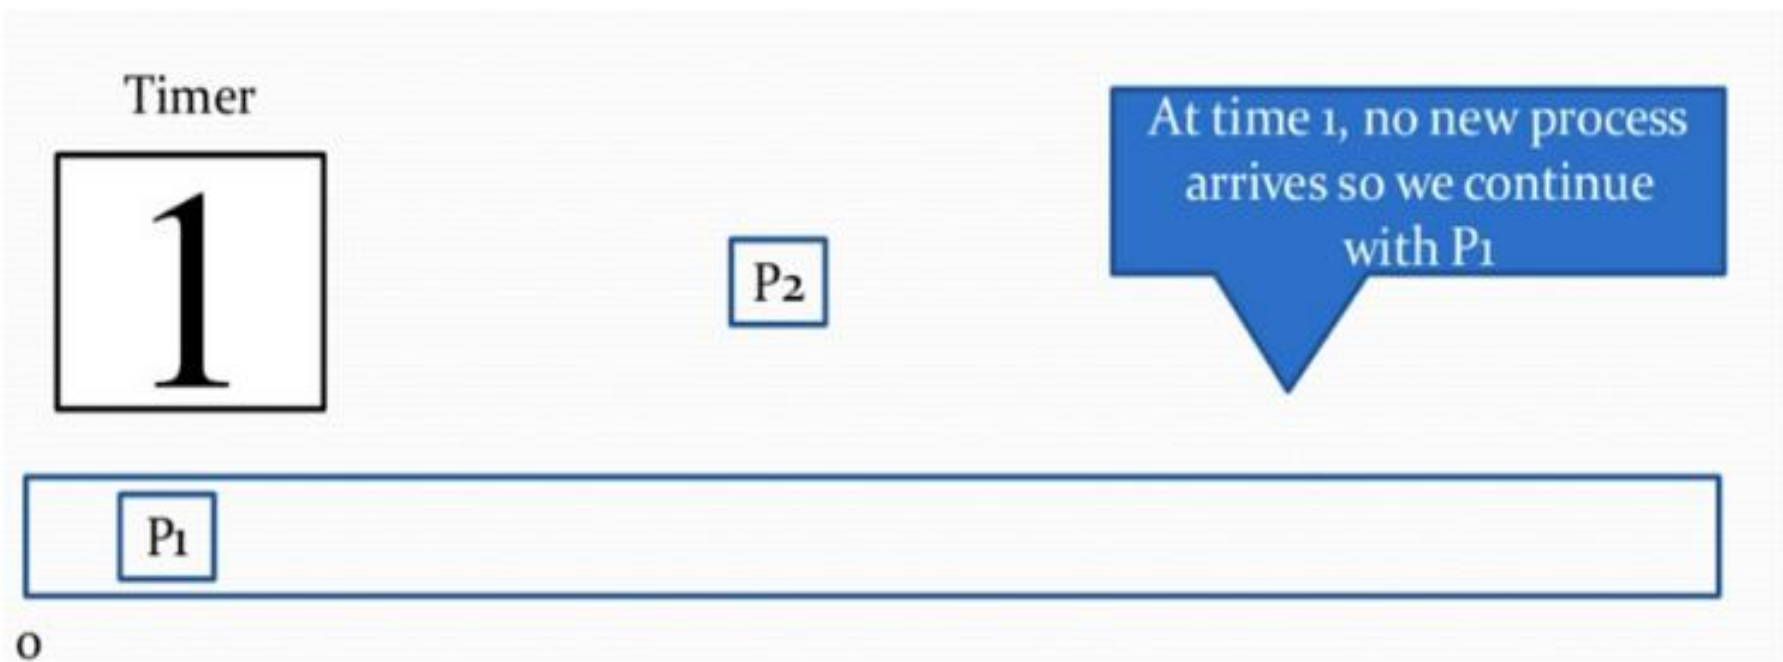 Timer
1
P2
At time 1, no new process
arrives so we continue
with P1
P1
0